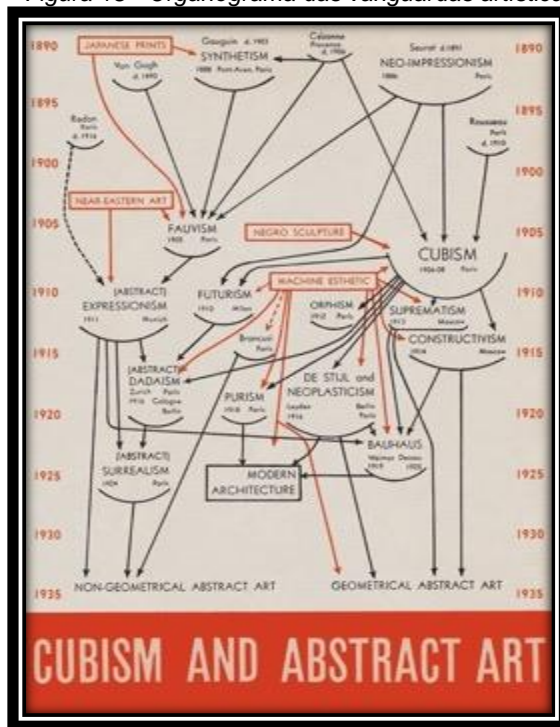 1890
JAPANESE PRINTS
Gauguin d. 1903
SYNTHETISM
1888 Pont-Aven, Paris
Cézanne
Provence
d. 1906
Seurat d. 1891
NEO-IMPRESSIONISM
1886 Paris
1890
Van Gogh
d. 1890
1895
1895
Redon
Paris
d. 1916
Rousseau
Paris
d. 1910
1900
1900
NEAR-EASTERN ART
1905
FAUVISM
1905 Paris
NEGRO SCULPTURE
1905
CUBISM
1906-08 Paris
MACHINE ESTHETIC
1910
(ABSTRACT)
EXPRESSIONISM
1911 Munich
FUTURISM
1910 Milan
ORPHISM
1912 Paris
SUPREMATISM
1913 Moscow
1910
Brancusi
Paris
CONSTRUCTIVISM
1914 Moscow
1915
1915
(ABSTRACT)
DADAISM
Zurich Paris
1916 Cologne
Berlin
PURISM
1918 Paris
DE STIJL and
NEOPLASTICISM
Leyden Berlin
1916 Paris
1920
1920
BAUHAUS
Weimar Dessau
1919 1925
(ABSTRACT)
SURREALISM
1924 Paris
MODERN
ARCHITECTURE
1925
1925
1930
1930
1935
NON-GEOMETRICAL ABSTRACT ART
GEOMETRICAL ABSTRACT ART
1935
CUBISM AND ABSTRACT ART